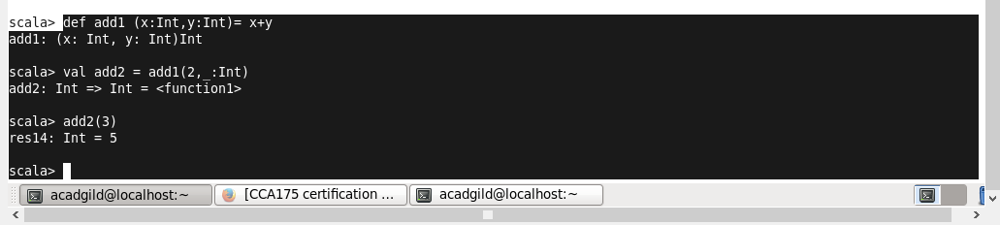 scala> def add1 (x:Int,y:Int)= x+y
add1: (x: Int, y: Int)Int
scala> val add2 = add1(2,_:Int)
add2: Int => Int = <function1>
scala> add2(3)
res14: Int = 5
scala>
acadgild@localhost:~ [CCA175 certification ... acadgild@localhost:~